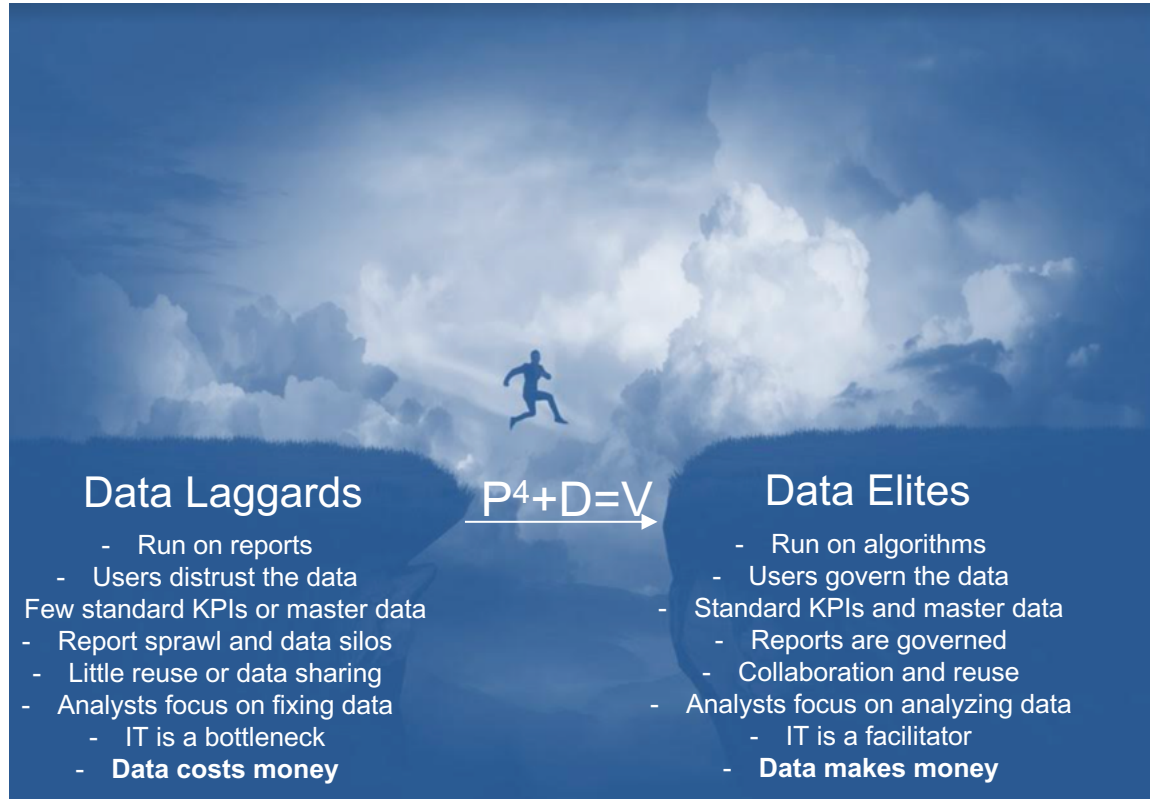 Data Laggards
- Run on reports
- Users distrust the data
Few standard KPIs or master data
- Report sprawl and data silos
- Little reuse or data sharing
- Analysts focus on fixing data
- IT is a bottleneck
- Data costs money
P⁴+D=V
Data Elites
- Run on algorithms
- Users govern the data
- Standard KPIs and master data
- Reports are governed
- Collaboration and reuse
- Analysts focus on analyzing data
- IT is a facilitator
- Data makes money